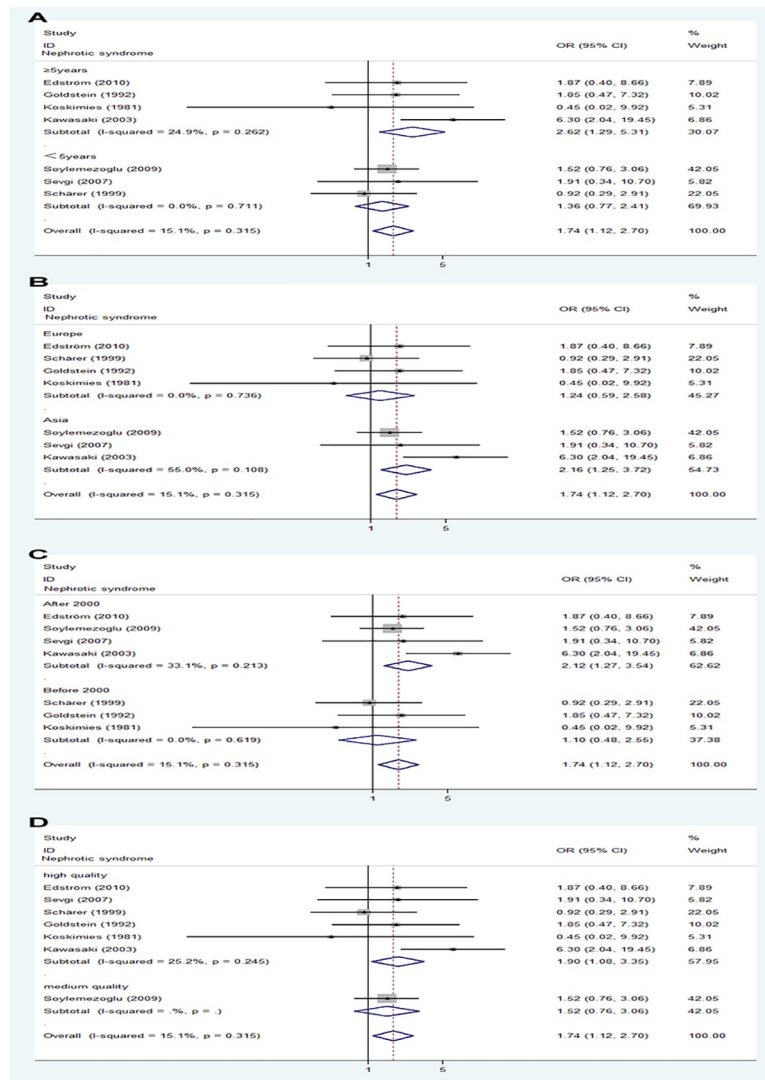 A
Study %
ID OR (95% CI) Weight
Nephrotic syndrome
≥5years
Edström (2010) 1.87 (0.40, 8.66) 7.89
Goldstein (1992) 1.85 (0.47, 7.32) 10.02
Koskimies (1981) 0.45 (0.02, 9.92) 5.31
Kawasaki (2003) 6.30 (2.04, 19.45) 6.86
Subtotal (I-squared = 24.9%, p = 0.262) 2.62 (1.29, 5.31) 30.07
.
<5years
Soylemezoglu (2009) 1.52 (0.76, 3.06) 42.05
Sevgi (2007) 1.91 (0.34, 10.70) 5.82
Schärer (1999) 0.92 (0.29, 2.91) 22.05
Subtotal (I-squared = 0.0%, p = 0.711) 1.36 (0.77, 2.41) 69.93
.
Overall (I-squared = 15.1%, p = 0.315) 1.74 (1.12, 2.70) 100.00
1 5
B
Study %
ID OR (95% CI) Weight
Nephrotic syndrome
Europe
Edström (2010) 1.87 (0.40, 8.66) 7.89
Schärer (1999) 0.92 (0.29, 2.91) 22.05
Goldstein (1992) 1.85 (0.47, 7.32) 10.02
Koskimies (1981) 0.45 (0.02, 9.92) 5.31
Subtotal (I-squared = 0.0%, p = 0.736) 1.24 (0.59, 2.58) 45.27
.
Asia
Soylemezoglu (2009) 1.52 (0.76, 3.06) 42.05
Sevgi (2007) 1.91 (0.34, 10.70) 5.82
Kawasaki (2003) 6.30 (2.04, 19.45) 6.86
Subtotal (I-squared = 55.0%, p = 0.108) 2.16 (1.25, 3.72) 54.73
.
Overall (I-squared = 15.1%, p = 0.315) 1.74 (1.12, 2.70) 100.00
1 5
C
Study %
ID OR (95% CI) Weight
Nephrotic syndrome
After 2000
Edström (2010) 1.87 (0.40, 8.66) 7.89
Soylemezoglu (2009) 1.52 (0.76, 3.06) 42.05
Sevgi (2007) 1.91 (0.34, 10.70) 5.82
Kawasaki (2003) 6.30 (2.04, 19.45) 6.86
Subtotal (I-squared = 33.1%, p = 0.213) 2.12 (1.27, 3.54) 62.62
.
Before 2000
Schärer (1999) 0.92 (0.29, 2.91) 22.05
Goldstein (1992) 1.85 (0.47, 7.32) 10.02
Koskimies (1981) 0.45 (0.02, 9.92) 5.31
Subtotal (I-squared = 0.0%, p = 0.619) 1.10 (0.48, 2.55) 37.38
.
Overall (I-squared = 15.1%, p = 0.315) 1.74 (1.12, 2.70) 100.00
1 5
D
Study %
ID OR (95% CI) Weight
Nephrotic syndrome
high quality
Edström (2010) 1.87 (0.40, 8.66) 7.89
Sevgi (2007) 1.91 (0.34, 10.70) 5.82
Schärer (1999) 0.92 (0.29, 2.91) 22.05
Goldstein (1992) 1.85 (0.47, 7.32) 10.02
Koskimies (1981) 0.45 (0.02, 9.92) 5.31
Kawasaki (2003) 6.30 (2.04, 19.45) 6.86
Subtotal (I-squared = 25.2%, p = 0.245) 1.90 (1.08, 3.35) 57.95
.
medium quality
Soylemezoglu (2009) 1.52 (0.76, 3.06) 42.05
Subtotal (I-squared = .%, p = .) 1.52 (0.76, 3.06) 42.05
.
Overall (I-squared = 15.1%, p = 0.315) 1.74 (1.12, 2.70) 100.00
1 5